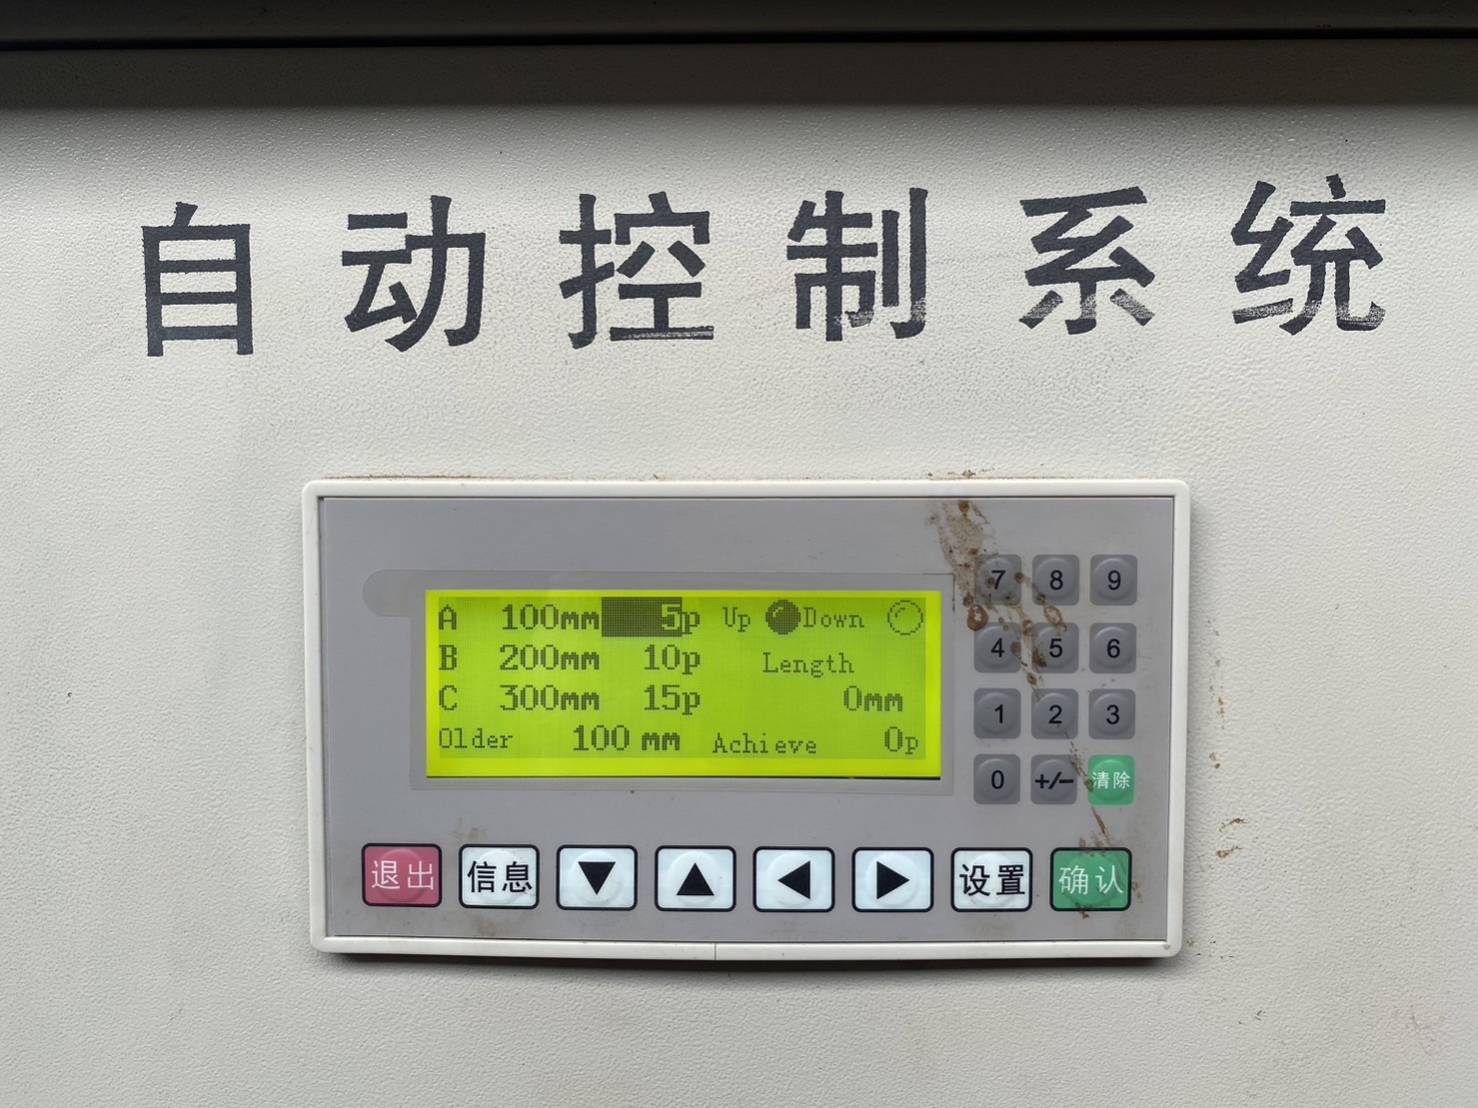 自动控制系统
A 100mm 5p Up Down
B 200mm 10p Length
C 300mm 15p 0mm
Older 100 mm Achieve 0p
7 8 9
4 5 6
1 2 3
0 +/- 清除
退出 信息 ▼ ▲ ◀ ▶ 设置 确认